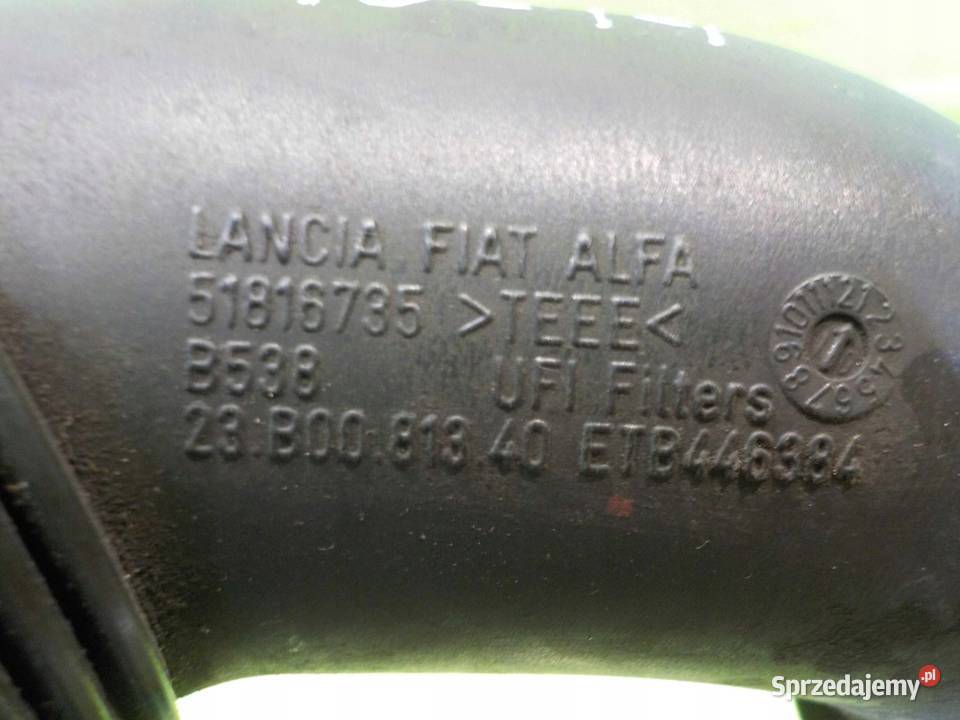 LANCIA FIAT ALFA
51816735 >TEEE<
B538 UFI Filters
23.B00.813.40 ETB446384
Sprzedajemy.pl